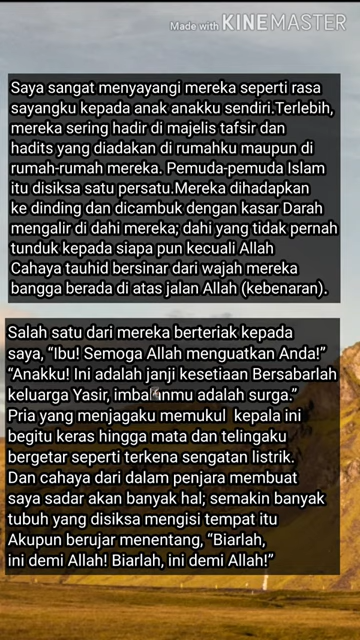 Made with KINEMASTER
Saya sangat menyayangi mereka seperti rasa
sayangku kepada anak anakku sendiri.Terlebih,
mereka sering hadir di majelis tafsir dan
hadits yang diadakan di rumahku maupun di
rumah-rumah mereka. Pemuda-pemuda Islam
itu disiksa satu persatu.Mereka dihadapkan
ke dinding dan dicambuk dengan kasar Darah
mengalir di dahi mereka; dahi yang tidak pernah
tunduk kepada siapa pun kecuali Allah
Cahaya tauhid bersinar dari wajah mereka
bangga berada di atas jalan Allah (kebenaran).
Salah satu dari mereka berteriak kepada
saya, “Ibu! Semoga Allah menguatkan Anda!”
“Anakku! Ini adalah janji kesetiaan Bersabarlah
keluarga Yasir, adalah surga.”
Pria yang menjagaku memukul kepala ini
begitu keras hingga mata dan telingaku
bergetar seperti terkena sengatan listrik.
Dan cahaya dari dalam penjara membuat
saya sadar akan banyak hal; semakin banyak
tubuh yang disiksa mengisi tempat itu
Akupun berujar menentang, “Biarlah,
ini demi Allah! Biarlah, ini demi Allah!”